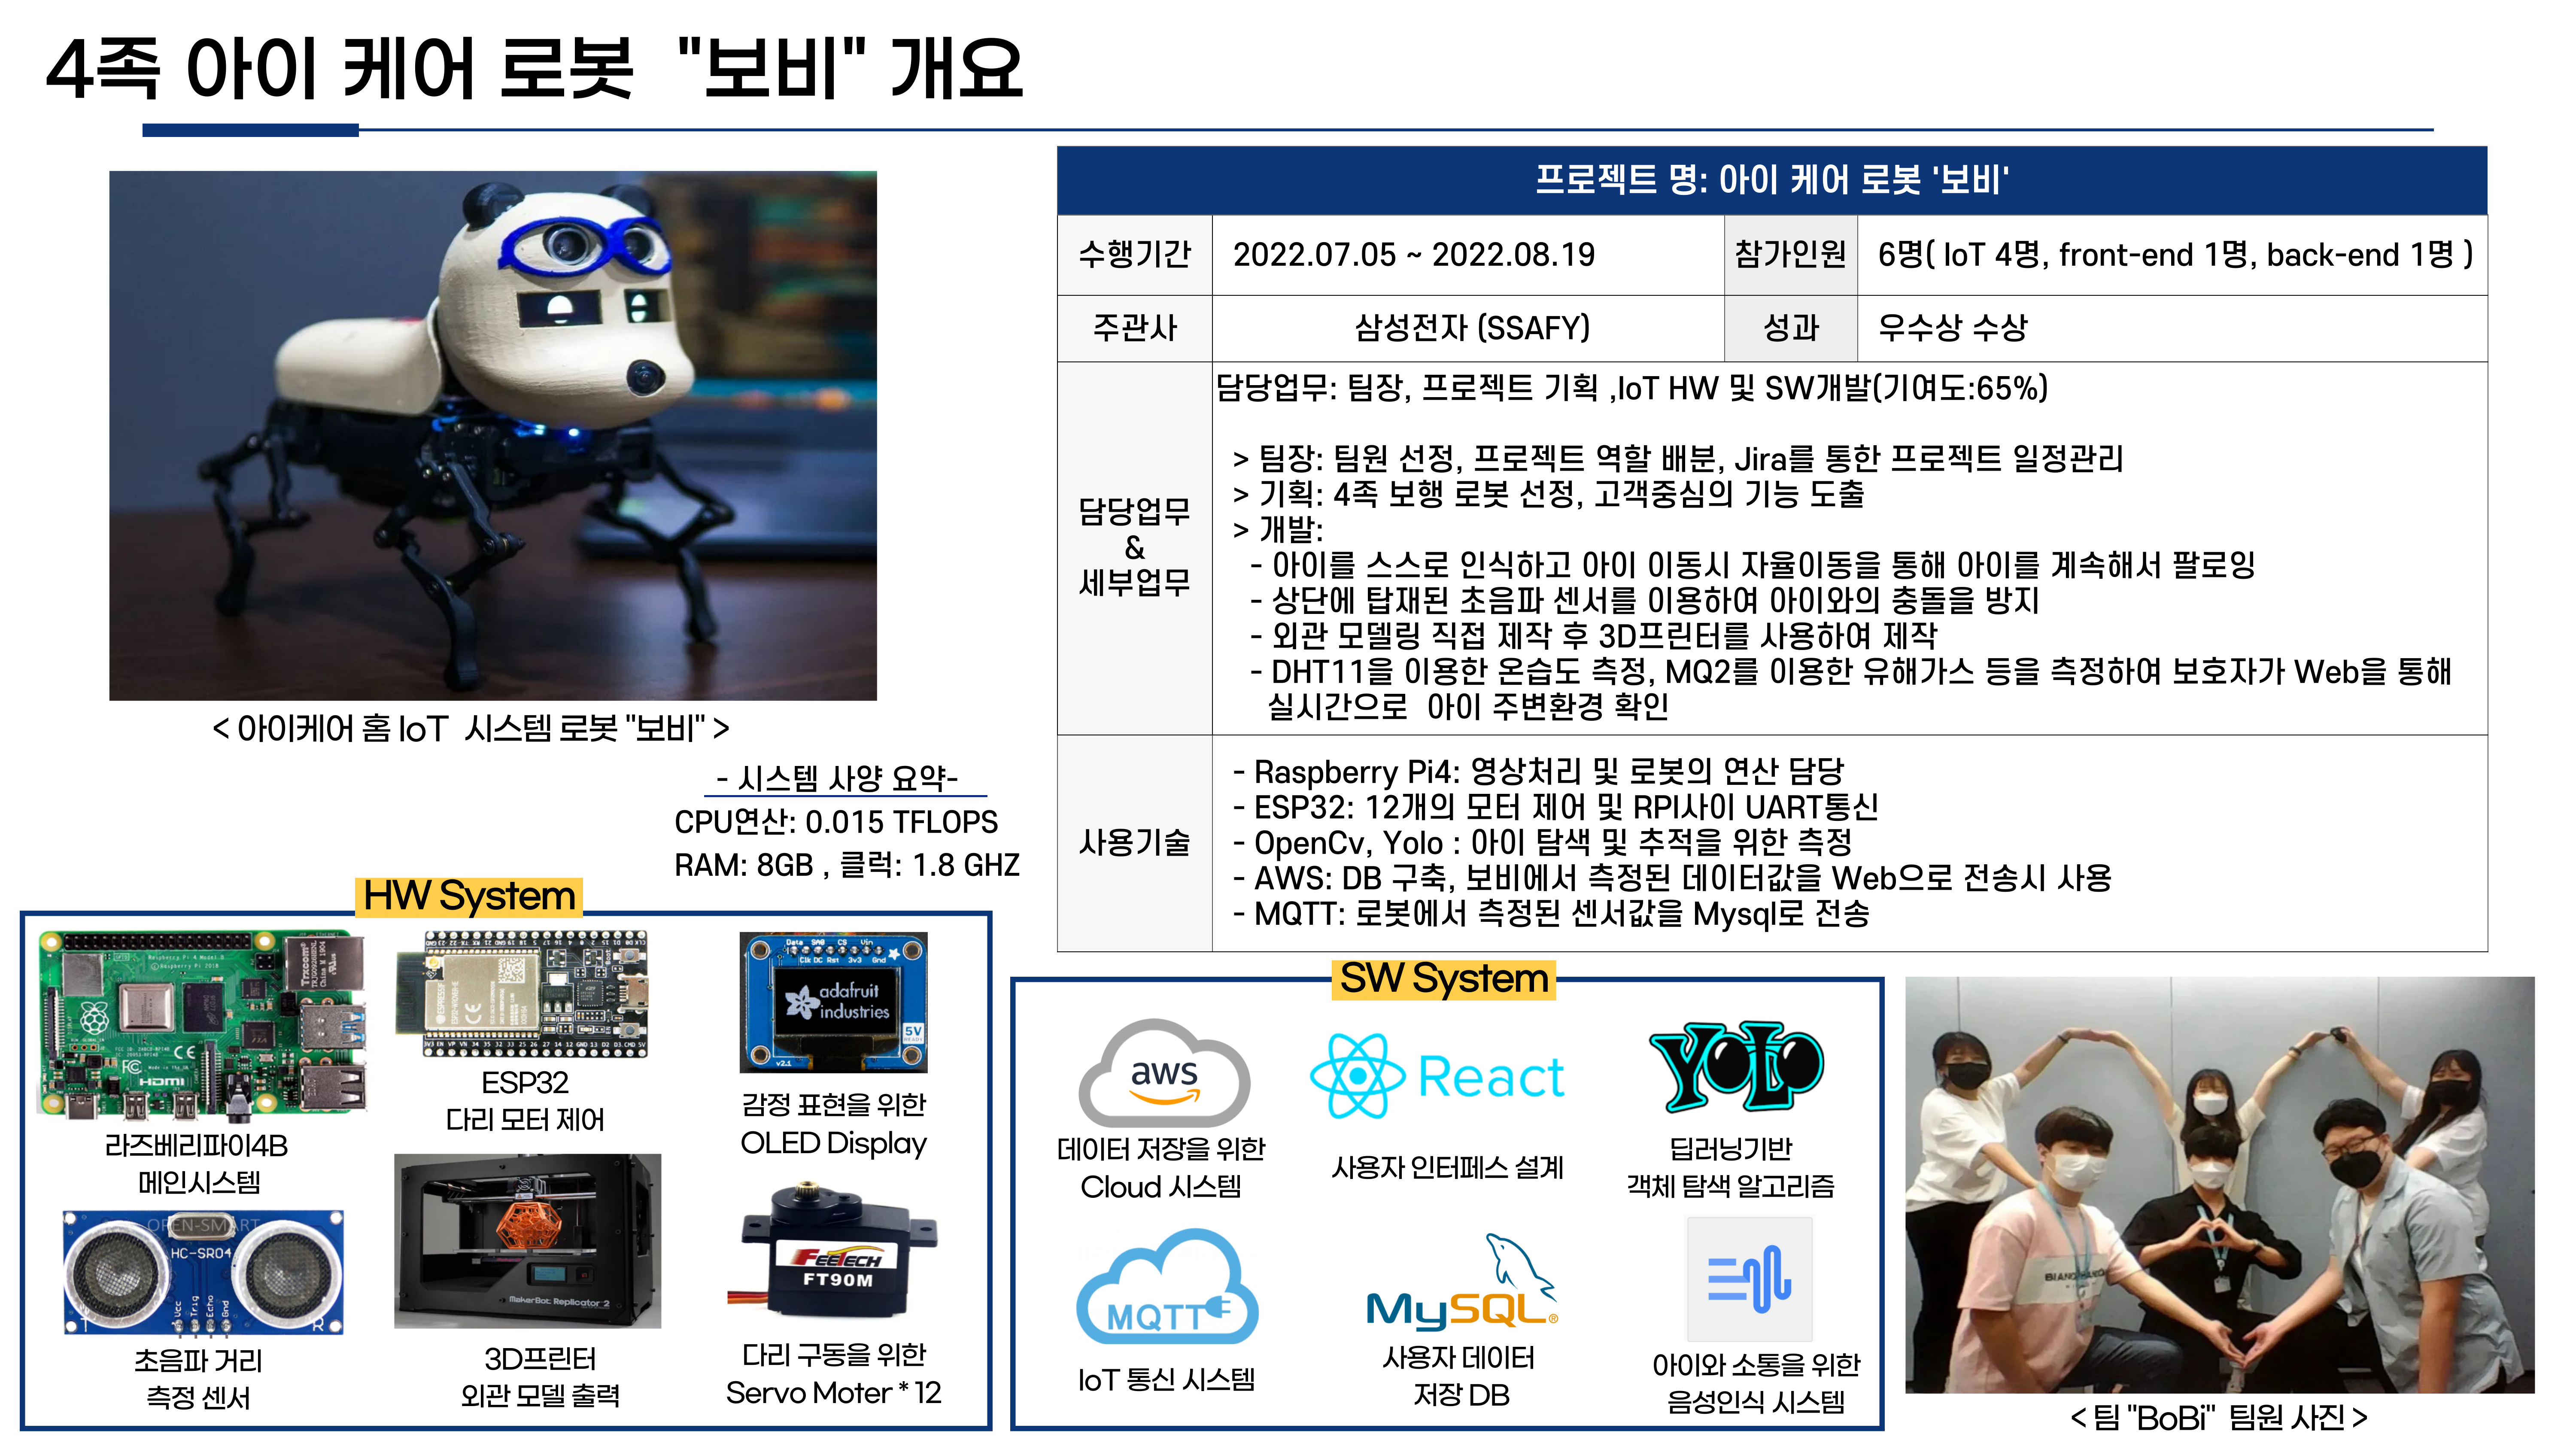 4족 아이 케어 로봇 "보비" 개요
< 아이케어 홈 IoT 시스템 로봇 "보비" >
- 시스템 사양 요약-
CPU연산: 0.015 TFLOPS
RAM: 8GB , 클럭: 1.8 GHZ
프로젝트 명: 아이 케어 로봇 '보비'
수행기간
2022.07.05 ~ 2022.08.19
참가인원
6명( IoT 4명, front-end 1명, back-end 1명 )
주관사
삼성전자 (SSAFY)
성과
우수상 수상
담당업무
&
세부업무
담당업무: 팀장, 프로젝트 기획 ,IoT HW 및 SW개발(기여도:65%)
> 팀장: 팀원 선정, 프로젝트 역할 배분, Jira를 통한 프로젝트 일정관리
> 기획: 4족 보행 로봇 선정, 고객중심의 기능 도출
> 개발:
- 아이를 스스로 인식하고 아이 이동시 자율이동을 통해 아이를 계속해서 팔로잉
- 상단에 탑재된 초음파 센서를 이용하여 아이와의 충돌을 방지
- 외관 모델링 직접 제작 후 3D프린터를 사용하여 제작
- DHT11을 이용한 온습도 측정, MQ2를 이용한 유해가스 등을 측정하여 보호자가 Web을 통해
실시간으로 아이 주변환경 확인
사용기술
- Raspberry Pi4: 영상처리 및 로봇의 연산 담당
- ESP32: 12개의 모터 제어 및 RPI사이 UART통신
- OpenCv, Yolo : 아이 탐색 및 추적을 위한 측정
- AWS: DB 구축, 보비에서 측정된 데이터값을 Web으로 전송시 사용
- MQTT: 로봇에서 측정된 센서값을 Mysql로 전송
HW System
Raspberry Pi 4 Model B
HDMI
라즈베리파이4B
메인시스템
ESP32
다리 모터 제어
Data SA0 CS Vin
Clk DC Rst 3v3 Gnd
adafruit
industries
5V
READY
v2.1
감정 표현을 위한
OLED Display
OPEN-SMART
HC-SR04
Vcc
Trig
Echo
Gnd
T
R
초음파 거리
측정 센서
MakerBot Replicator 2
3D프린터
외관 모델 출력
FEETECH
FT90M
다리 구동을 위한
Servo Moter * 12
SW System
aws
데이터 저장을 위한
Cloud 시스템
React
사용자 인터페스 설계
YOLO
딥러닝기반
객체 탐색 알고리즘
MQTT
IoT 통신 시스템
MySQL®
사용자 데이터
저장 DB
아이와 소통을 위한
음성인식 시스템
< 팀 "BoBi" 팀원 사진 >